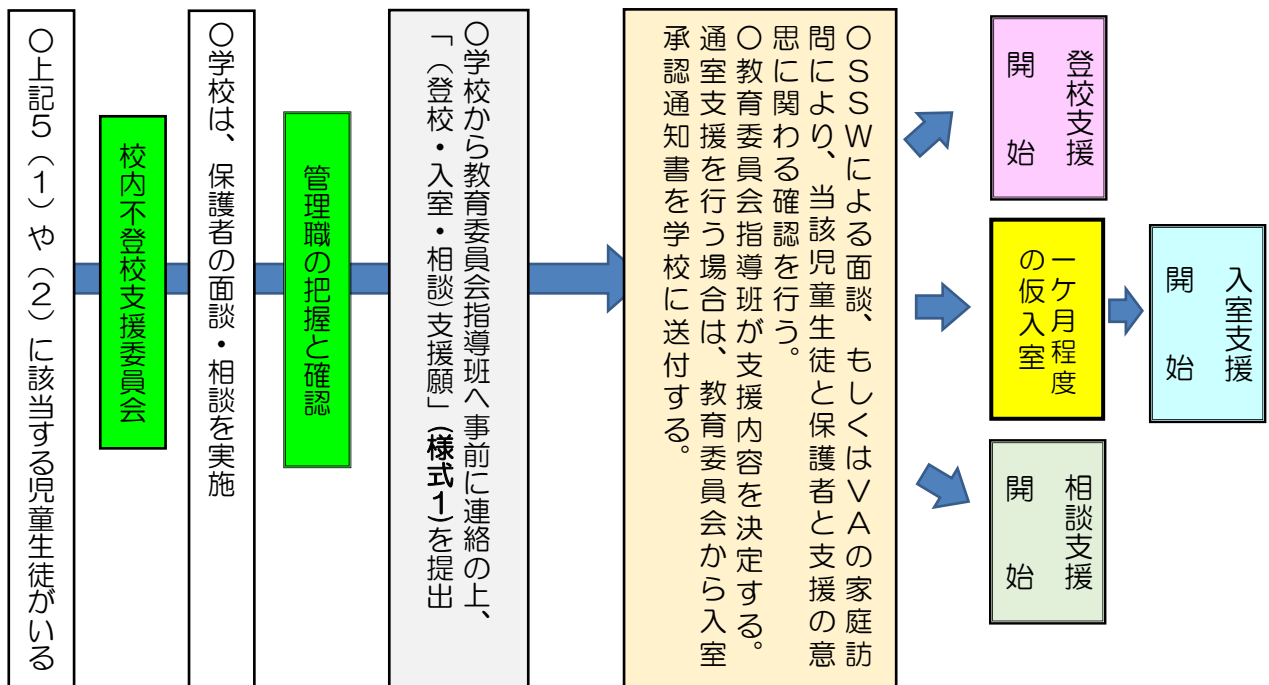 〇上記５（１）や（２）に該当する児童生徒がいる
校内不登校支援委員会
〇学校は、保護者の面談・相談を実施
管理職の把握と確認
〇学校から教育委員会指導班へ事前に連絡の上、
「（登校・入室・相談）支援願」（様式１）を提出
〇ＳＳＷによる面談、もしくはＶＡの家庭訪
問により、当該児童生徒と保護者と支援の意
思に関わる確認を行う。
〇教育委員会指導班が支援内容を決定する。
通室支援を行う場合は、教育委員会から入室
承認通知書を学校に送付する。
登校支援
開始
一ケ月程度
の仮入室
入室支援
開始
相談支援
開始